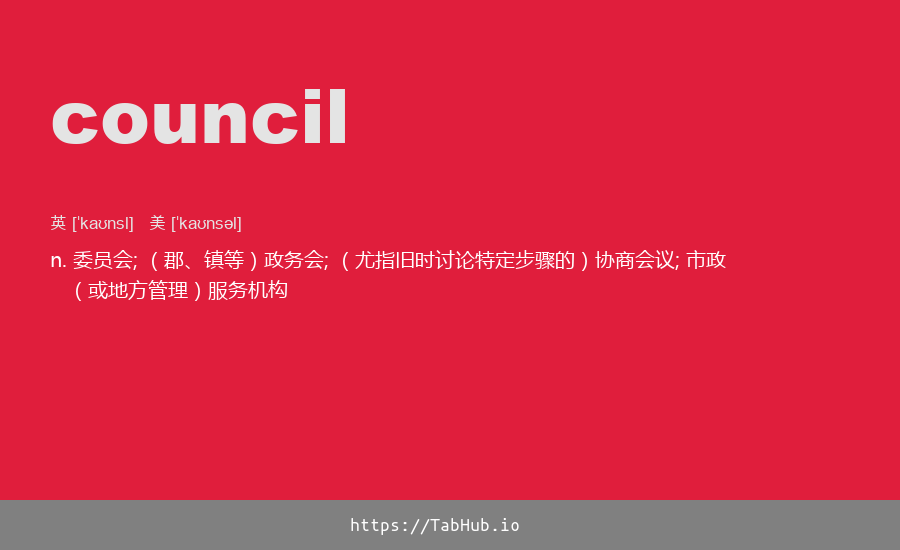 council
英 [ˈkaʊnsl]   美 [ˈkaʊnsəl]
n. 委员会; （郡、镇等）政务会; （尤指旧时讨论特定步骤的）协商会议; 市政
（或地方管理）服务机构
https://TabHub.io